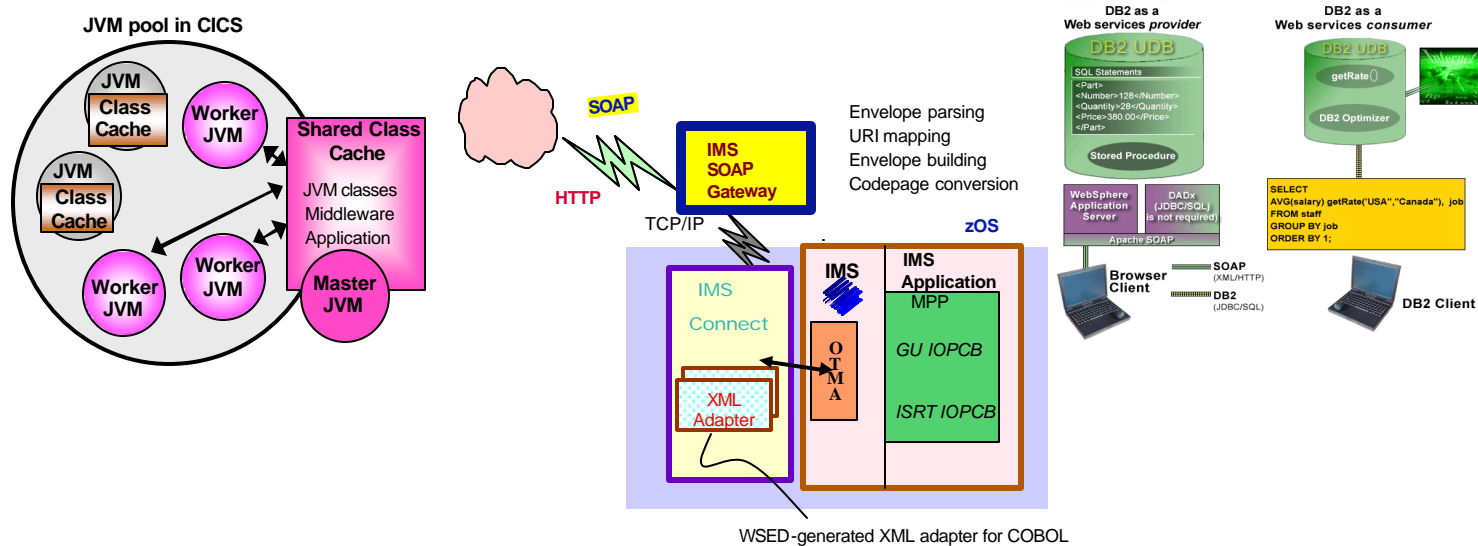 JVM pool in CICS
JVM
Class
Cache
Worker
JVM
JVM
Class
Cache
Shared Class
Cache
JVM classes
Middleware
Application
Worker
JVM
Worker
JVM
Master
JVM
SOAP
HTTP
IMS
SOAP
Gateway
TCP/IP
Envelope parsing
URI mapping
Envelope building
Codepage conversion
zOS
IMS
Connect
XML
Adapter
IMS
O
T
M
A
IMS
Application
MPP
GU IOPCB
ISRT IOPCB
WSED-generated XML adapter for COBOL
DB2 as a
Web services provider
DB2 UDB
SQL Statements
<Part>
<Number>128</Number>
<Quantity>28</Quantity>
<Price>380.00</Price>
</Part>
Stored Procedure
WebSphere
Application
Server
DADx
(JDBC/SQL)
is not required)
Apache SOAP
Browser
Client
SOAP
(XML/HTTP)
DB2
(JDBC/SQL)
DB2 as a
Web services consumer
DB2 UDB
getRate()
DB2 Optimizer
Internet
SELECT
AVG(salary) getRate("USA","Canada"), job
FROM staff
GROUP BY job
ORDER BY 1;
DB2 Client